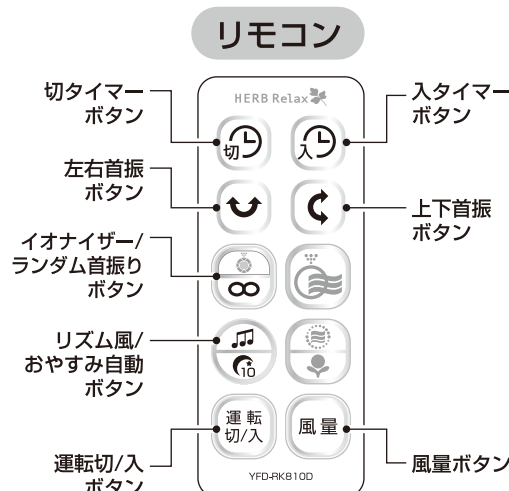 リモコン
HERB Relax
切タイマー
ボタン
入タイマー
ボタン
切
入
左右首振
ボタン
上下首振
ボタン
イオナイザー/
ランダム首振り
ボタン
リズム風/
おやすみ自動
ボタン
10
運転
切/入
風量
運転切/入
ボタン
風量ボタン
YFD-RK810D